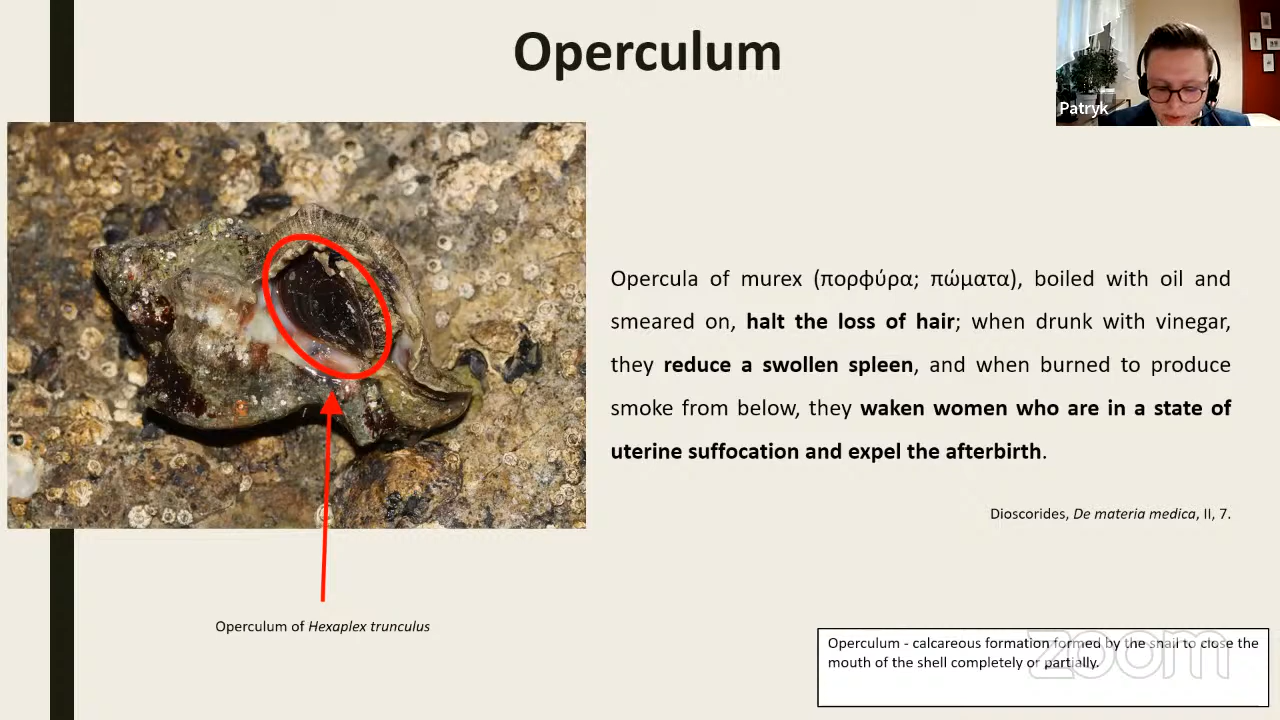 Operculum
Patryk
Opercula of murex (πορφύρα; πώματα), boiled with oil and
smeared on, halt the loss of hair; when drunk with vinegar,
they reduce a swollen spleen, and when burned to produce
smoke from below, they waken women who are in a state of
uterine suffocation and expel the afterbirth.
Dioscorides, De materia medica, II, 7.
Operculum of Hexaplex trunculus
Operculum - calcareous formation formed by the snail to close the
mouth of the shell completely or partially.
zoom